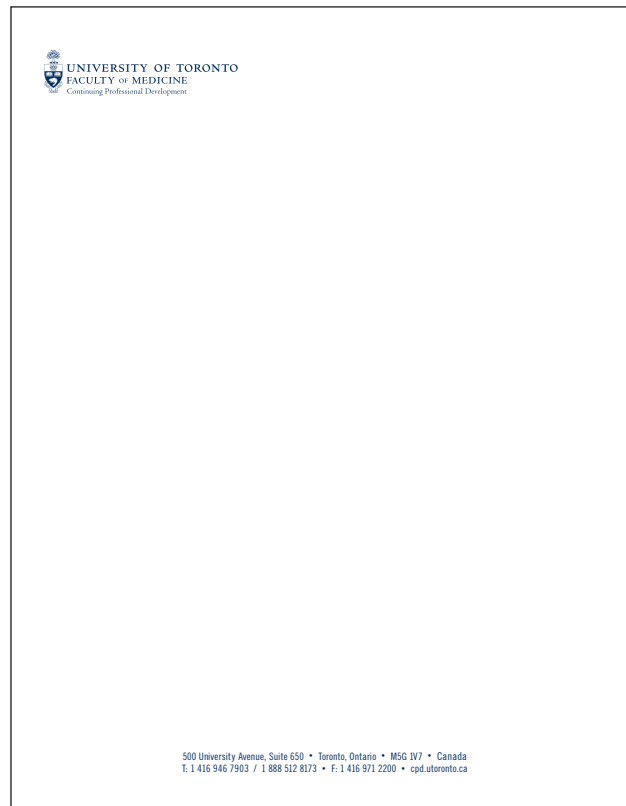 UNIVERSITY OF TORONTO
FACULTY OF MEDICINE
Continuing Professional Development
500 University Avenue, Suite 650 • Toronto, Ontario • M5G 1V7 • Canada
T: 1 416 946 7903 / 1 888 512 8173 • F: 1 416 971 2200 • cpd.utoronto.ca